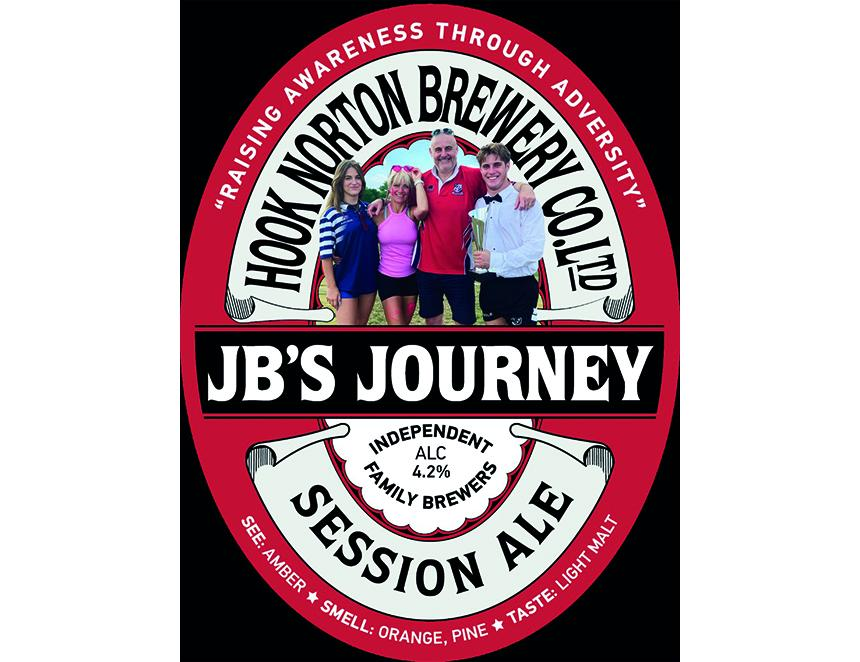 “RAISING AWARENESS THROUGH ADVERSITY”
HOOK NORTON BREWERY CO. LTD
JB’S JOURNEY
INDEPENDENT
ALC
4.2%
FAMILY BREWERS
SESSION ALE
SEE: AMBER ★ SMELL: ORANGE, PINE ★ TASTE: LIGHT MALT